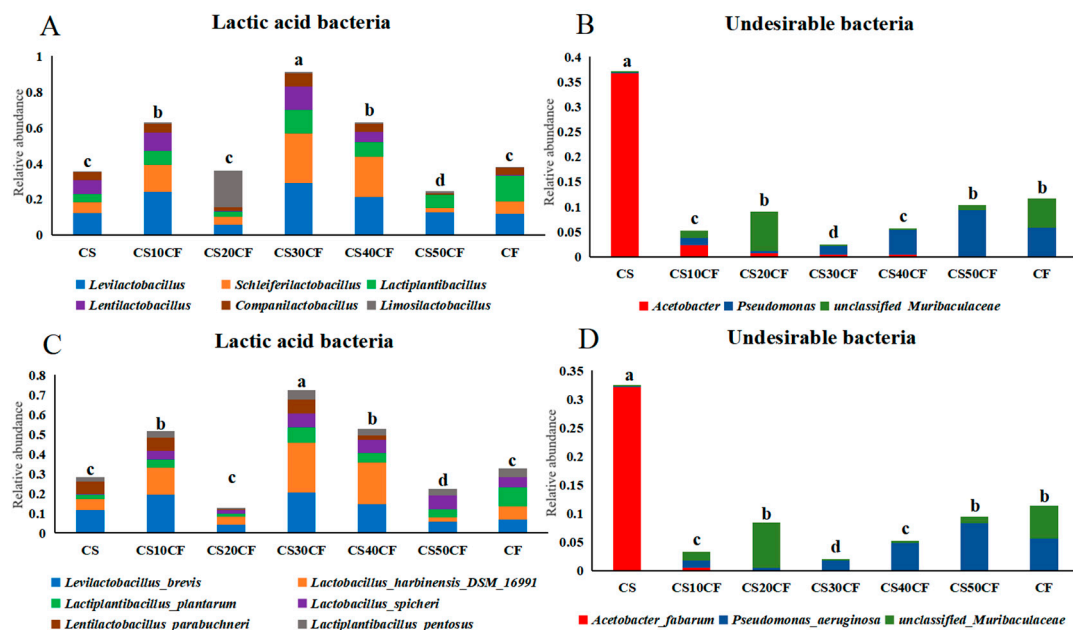 A
Lactic acid bacteria
Relative abundance
1
0.8
0.6
0.4
0.2
0
c
b
c
a
b
d
c
CS
CS10CF
CS20CF
CS30CF
CS40CF
CS50CF
CF
Levilactobacillus
Schleiferilactobacillus
Lactiplantibacillus
Lentilactobacillus
Companilactobacillus
Limosilactobacillus
B
Undesirable bacteria
Relative abundance
0.4
0.35
0.3
0.25
0.2
0.15
0.1
0.05
0
a
c
b
d
c
b
b
CS
CS10CF
CS20CF
CS30CF
CS40CF
CS50CF
CF
Acetobacter
Pseudomonas
unclassified_Muribaculaceae
C
Lactic acid bacteria
Relative abundance
0.8
0.7
0.6
0.5
0.4
0.3
0.2
0.1
0
c
b
c
a
b
d
c
CS
CS10CF
CS20CF
CS30CF
CS40CF
CS50CF
CF
Levilactobacillus_brevis
Lactobacillus_harbinensis_DSM_16991
Lactiplantibacillus_plantarum
Lactobacillus_spicheri
Lentilactobacillus_parabuchneri
Lactiplantibacillus_pentosus
D
Undesirable bacteria
Relative abundance
0.35
0.3
0.25
0.2
0.15
0.1
0.05
0
a
c
b
d
c
b
b
CS
CS10CF
CS20CF
CS30CF
CS40CF
CS50CF
CF
Acetobacter_fabarum
Pseudomonas_aeruginosa
unclassified_Muribaculaceae